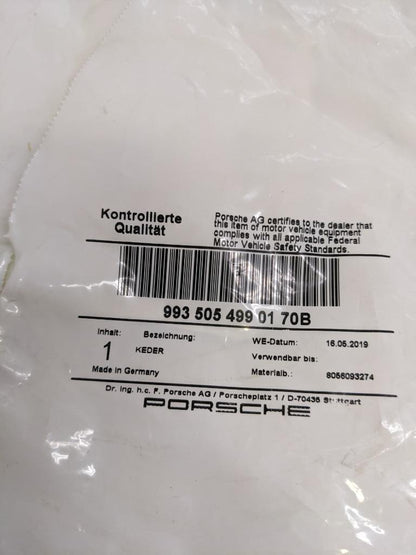 Kontrollierte
Qualität
Porsche AG certifies to the dealer that
this item of motor vehicle equipment
complies with all applicable Federal
Motor Vehicle Safety Standards.
993 505 499 01 70B
Inhalt: Bezeichnung:
1 KEDER
Made in Germany
WE-Datum: 16.05.2019
Verwendbar bis:
Materialb.: 8056093274
Dr. Ing. h.c. F. Porsche AG / Porscheplatz 1 / D-70435 Stuttgart
PORSCHE